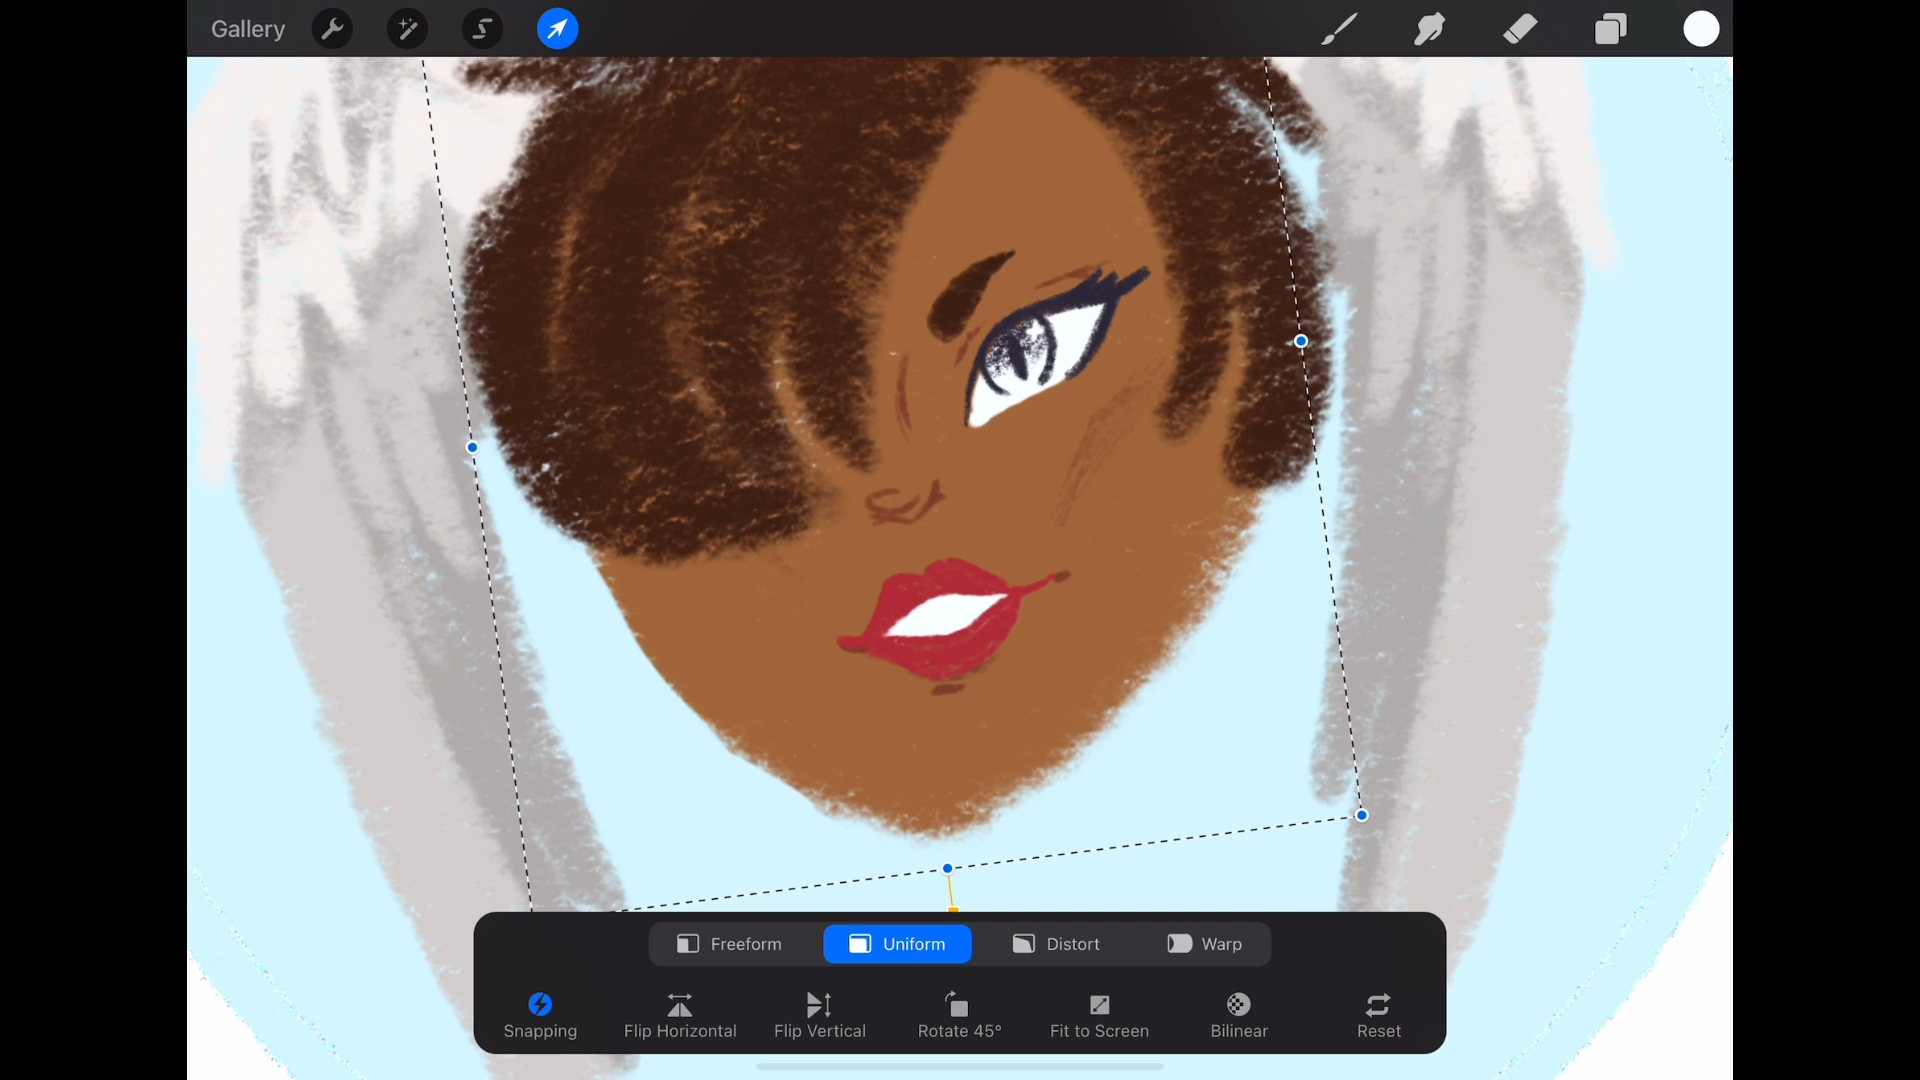 Gallery
Freeform Uniform Distort Warp
Snapping Flip Horizontal Flip Vertical Rotate 45° Fit to Screen Bilinear Reset